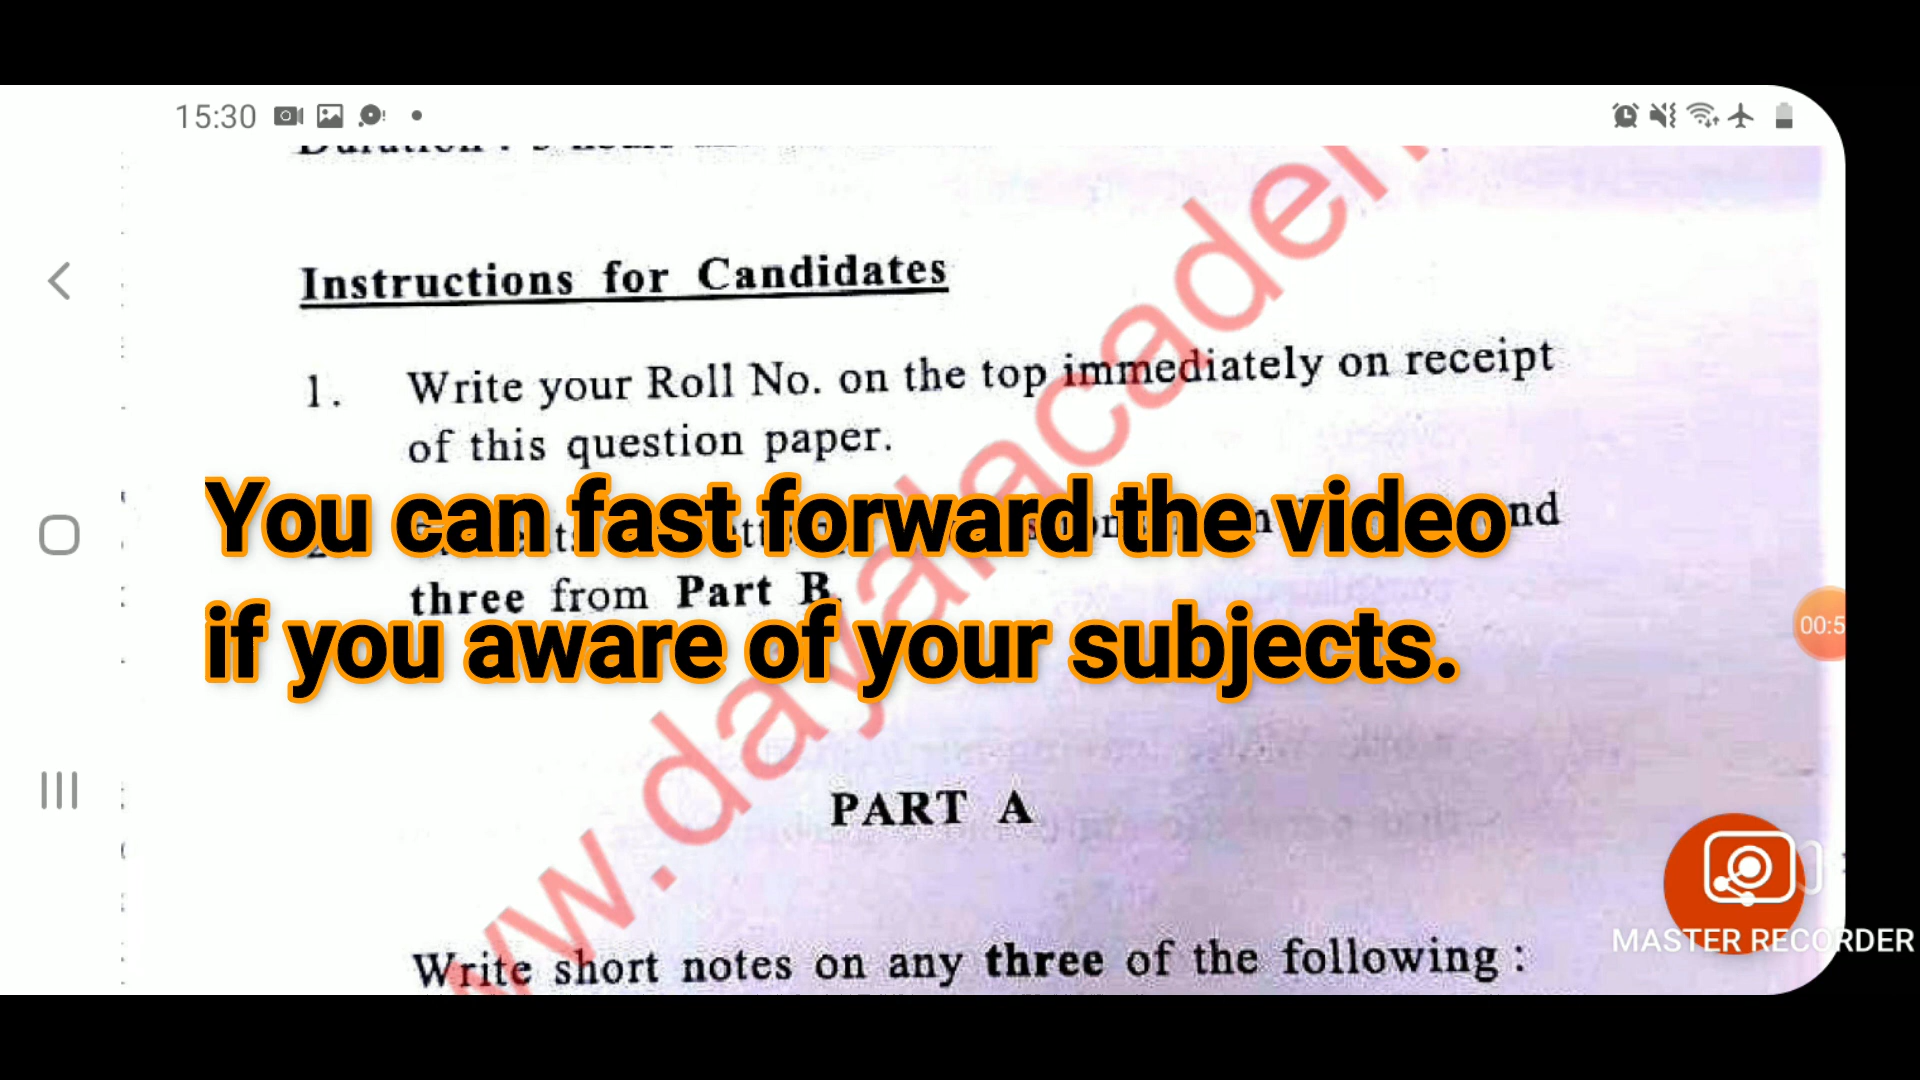 15:30
Instructions for Candidates
1. Write your Roll No. on the top immediately on receipt
of this question paper.
You can fast forward the video
nd
three from Part B.
if you aware of your subjects.
00:5
PART A
MASTER RECORDER
Write short notes on any three of the following :
w.dayalacade